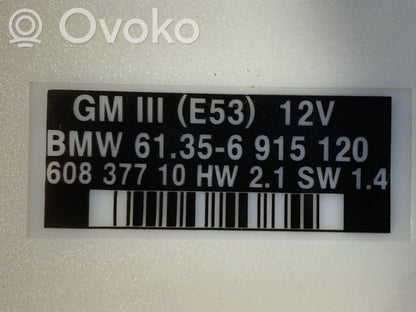 Ovoko
GM III (E53) 12V
BMW 61.35-6 915 120
608 377 10 HW 2.1 SW 1.4